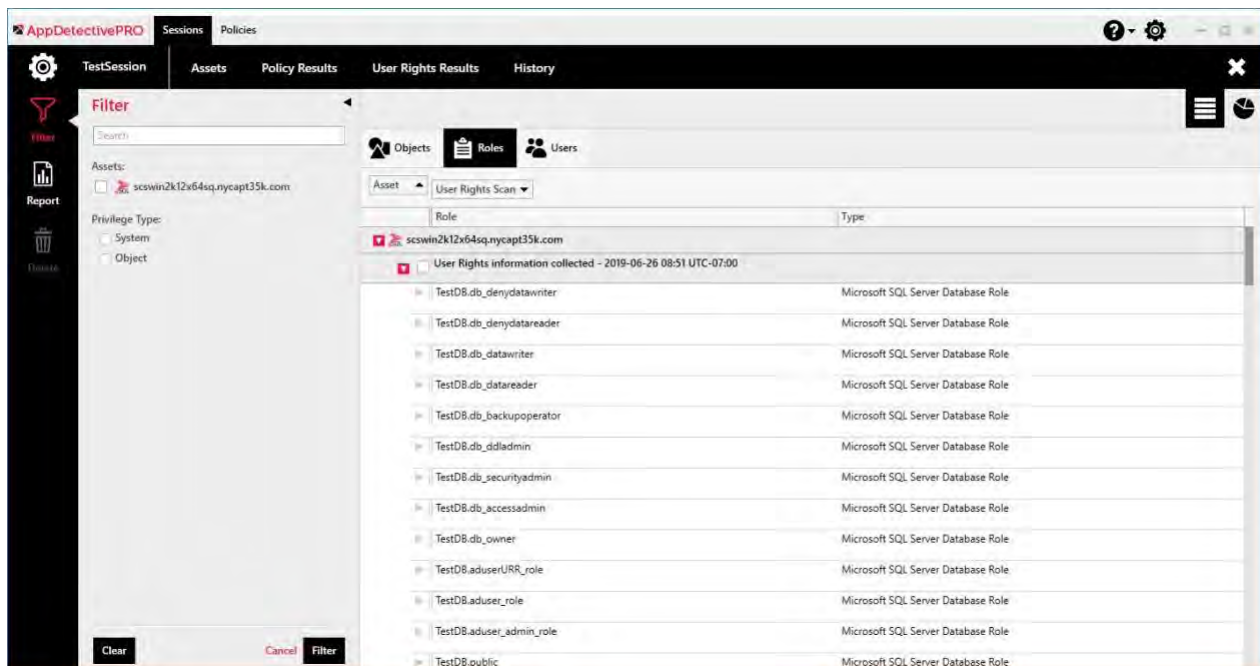 AppDetectivePRO Sessions Policies
TestSession Assets Policy Results User Rights Results History
Filter
Filter
Search
Assets:
scswin2k12x64sq.nycapt35k.com
Report
Privilege Type:
System
Object
Delete
Clear Cancel Filter
Objects Roles Users
Asset User Rights Scan
Role Type
scswin2k12x64sq.nycapt35k.com
User Rights information collected - 2019-06-26 08:51 UTC-07:00
TestDB.db_denydatawriter Microsoft SQL Server Database Role
TestDB.db_denydatareader Microsoft SQL Server Database Role
TestDB.db_datawriter Microsoft SQL Server Database Role
TestDB.db_datareader Microsoft SQL Server Database Role
TestDB.db_backupoperator Microsoft SQL Server Database Role
TestDB.db_ddladmin Microsoft SQL Server Database Role
TestDB.db_securityadmin Microsoft SQL Server Database Role
TestDB.db_accessadmin Microsoft SQL Server Database Role
TestDB.db_owner Microsoft SQL Server Database Role
TestDB.aduserURR_role Microsoft SQL Server Database Role
TestDB.aduser_role Microsoft SQL Server Database Role
TestDB.aduser_admin_role Microsoft SQL Server Database Role
TestDB.public Microsoft SQL Server Database Role